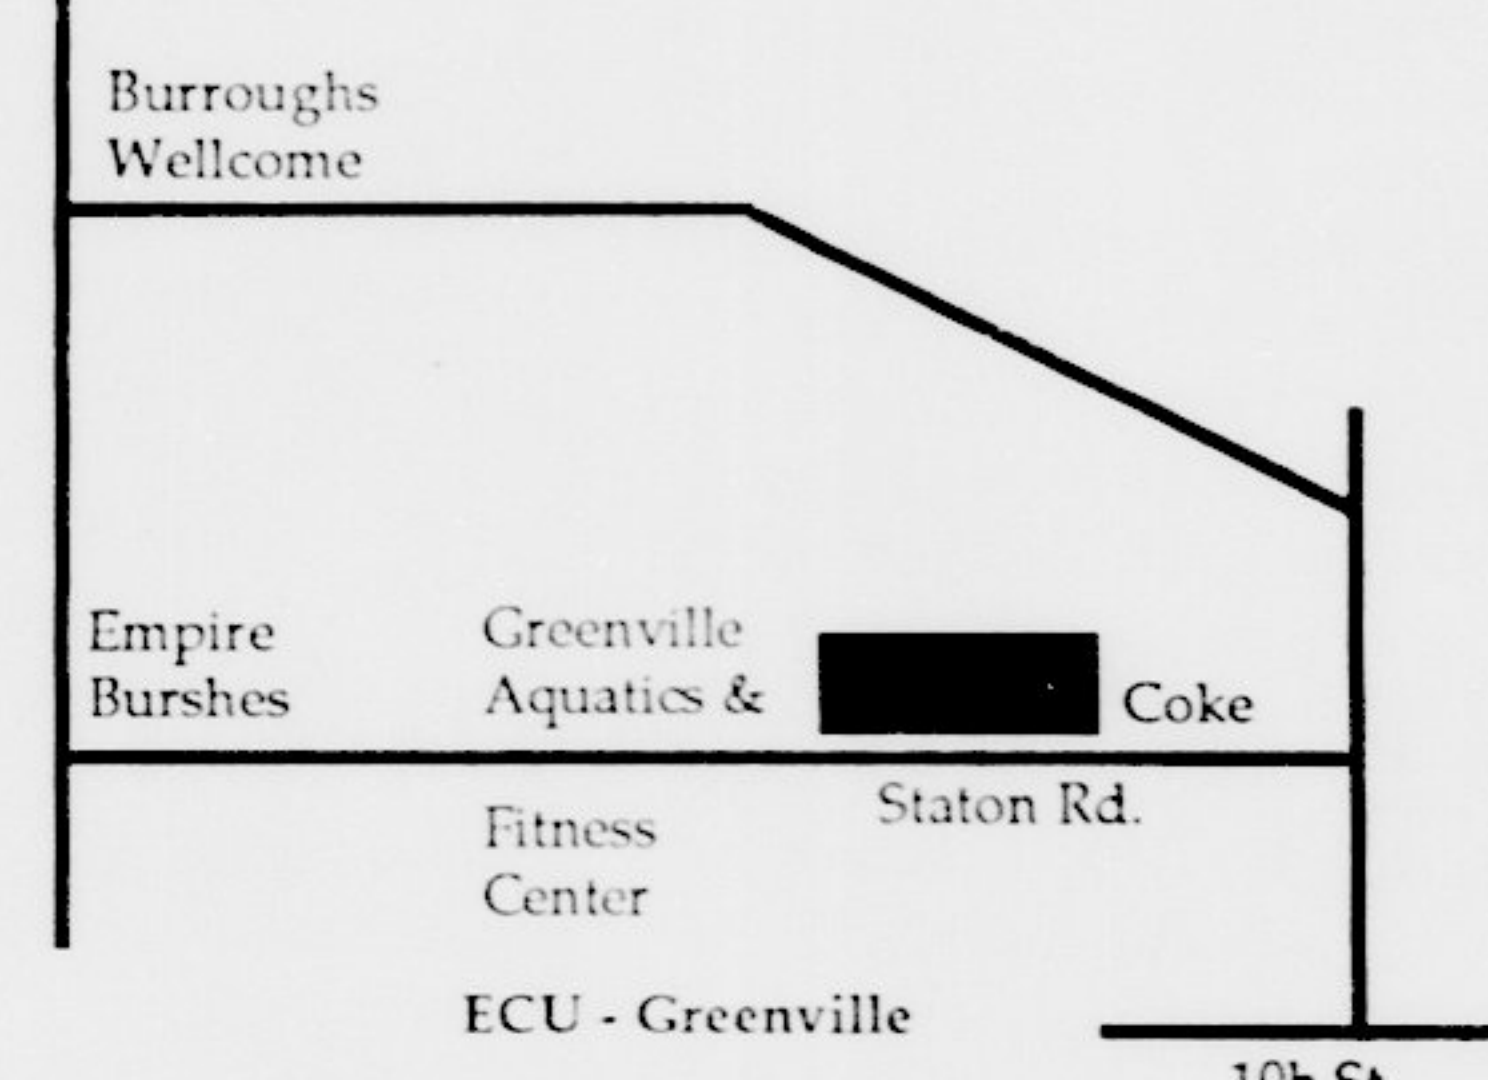 Burroughs
Wellcome
Empire
Burshes
Greenville
Aquatics &
Coke
Staton Rd.
Fitness
Center
ECU - Greenville